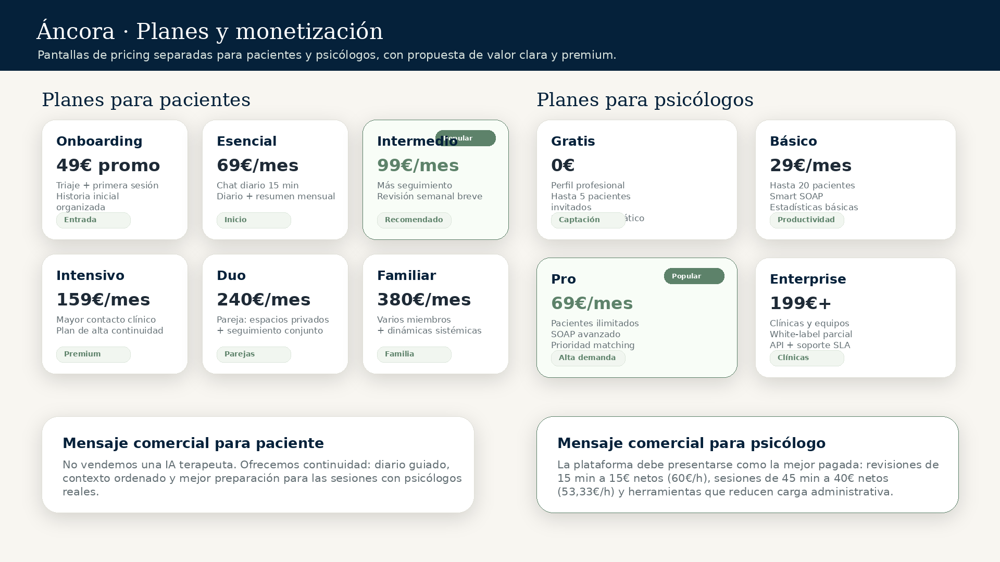 Áncora · Planes y monetización
Pantallas de pricing separadas para pacientes y psicólogos, con propuesta de valor clara y premium.
Planes para pacientes
Onboarding
49€ promo
Triaje + primera sesión
Historia inicial
organizada
Entrada
Esencial
69€/mes
Chat diario 15 min
Diario + resumen mensual
Inicio
Intermedio
Popular
99€/mes
Más seguimiento
Revisión semanal breve
Recomendado
Intensivo
159€/mes
Mayor contacto clínico
Plan de alta continuidad
Premium
Duo
240€/mes
Pareja: espacios privados
+ seguimiento conjunto
Parejas
Familiar
380€/mes
Varios miembros
+ dinámicas sistémicas
Familia
Planes para psicólogos
Gratis
0€
Perfil profesional
Hasta 5 pacientes
invitados
Captación
Básico
29€/mes
Hasta 20 pacientes
Smart SOAP
Estadísticas básicas
Productividad
Pro
Popular
69€/mes
Pacientes ilimitados
SOAP avanzado
Prioridad matching
Alta demanda
Enterprise
199€+
Clínicas y equipos
White-label parcial
API + soporte SLA
Clínicas
Mensaje comercial para paciente
No vendemos una IA terapeuta. Ofrecemos continuidad: diario guiado,
contexto ordenado y mejor preparación para las sesiones con psicólogos
reales.
Mensaje comercial para psicólogo
La plataforma debe presentarse como la mejor pagada: revisiones de
15 min a 15€ netos (60€/h), sesiones de 45 min a 40€ netos
(53,33€/h) y herramientas que reducen carga administrativa.